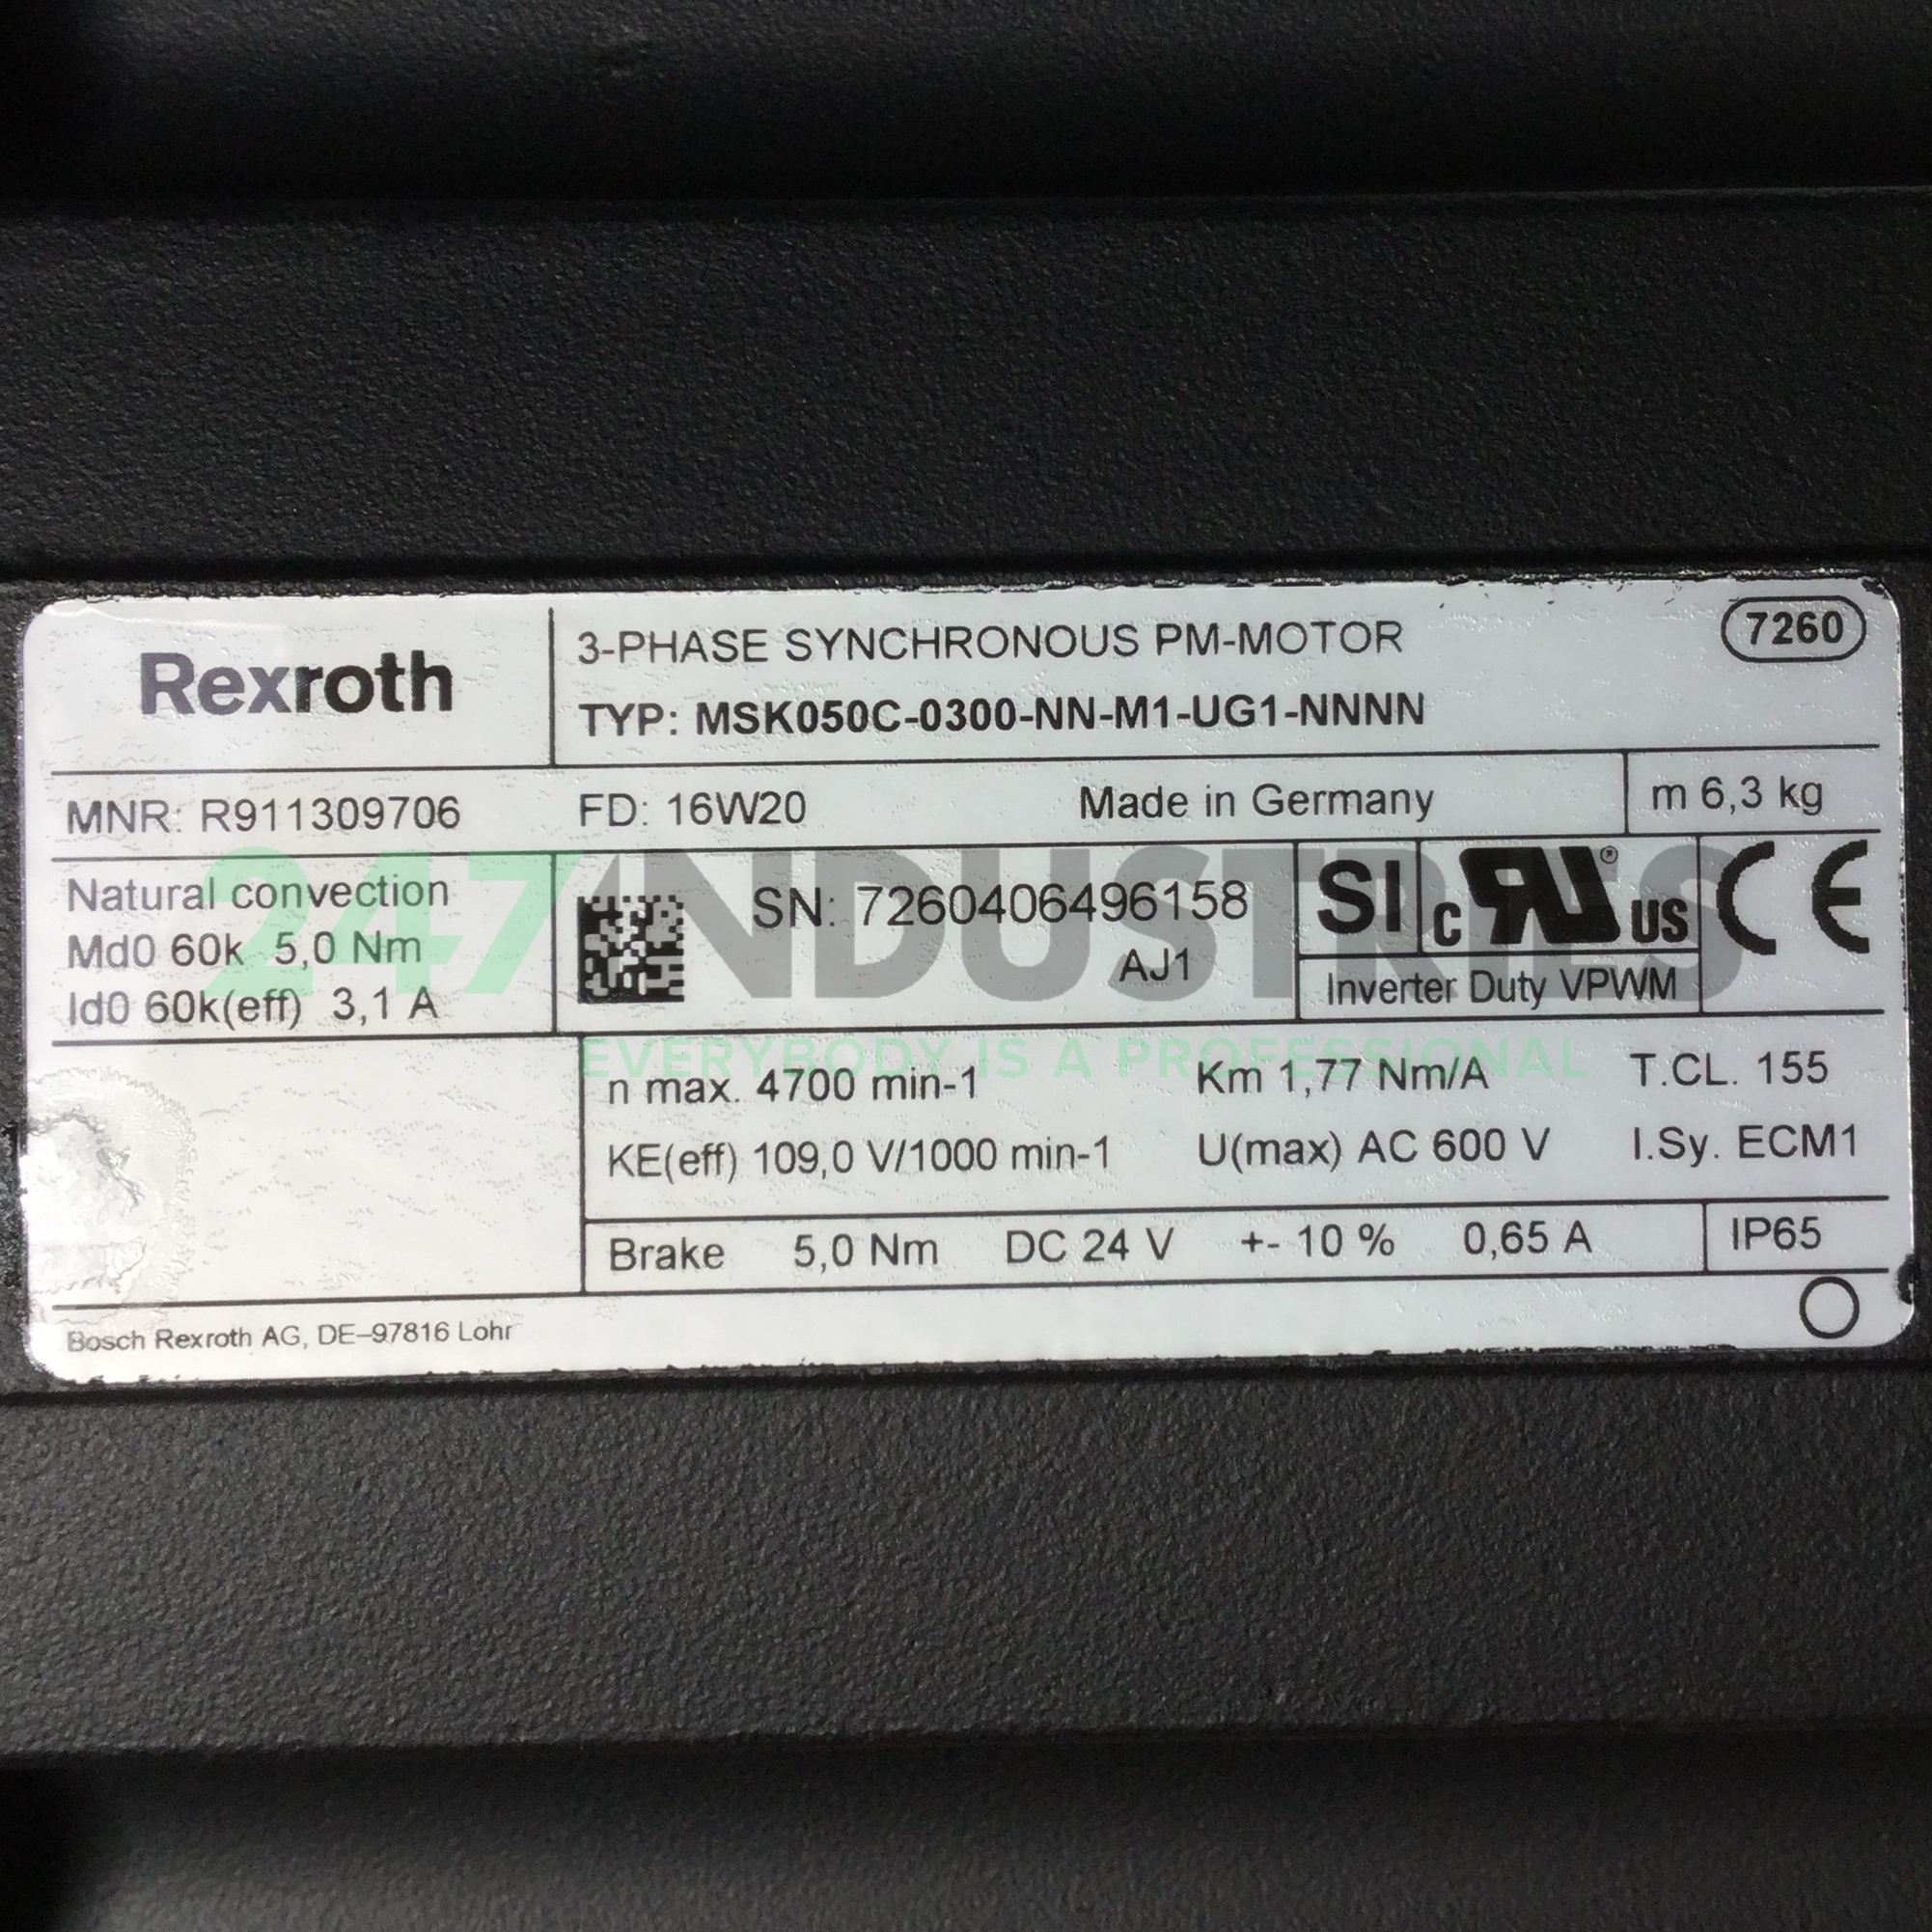 Rexroth
3-PHASE SYNCHRONOUS PM-MOTOR
7260
TYP: MSK050C-0300-NN-M1-UG1-NNNN
MNR: R911309706 FD: 16W20 Made in Germany m 6,3 kg
Natural convection
Md0 60k 5,0 Nm
Id0 60k(eff) 3,1 A
SN: 7260406496158
AJ1
SI c RU® US CE
Inverter Duty VPWM
247INDUSTRIES
EVERYBODY IS A PROFESSIONAL
n max. 4700 min-1 Km 1,77 Nm/A T.CL. 155
KE(eff) 109,0 V/1000 min-1 U(max) AC 600 V I.Sy. ECM1
Brake 5,0 Nm DC 24 V +- 10 % 0,65 A IP65
Bosch Rexroth AG, DE-97816 Lohr